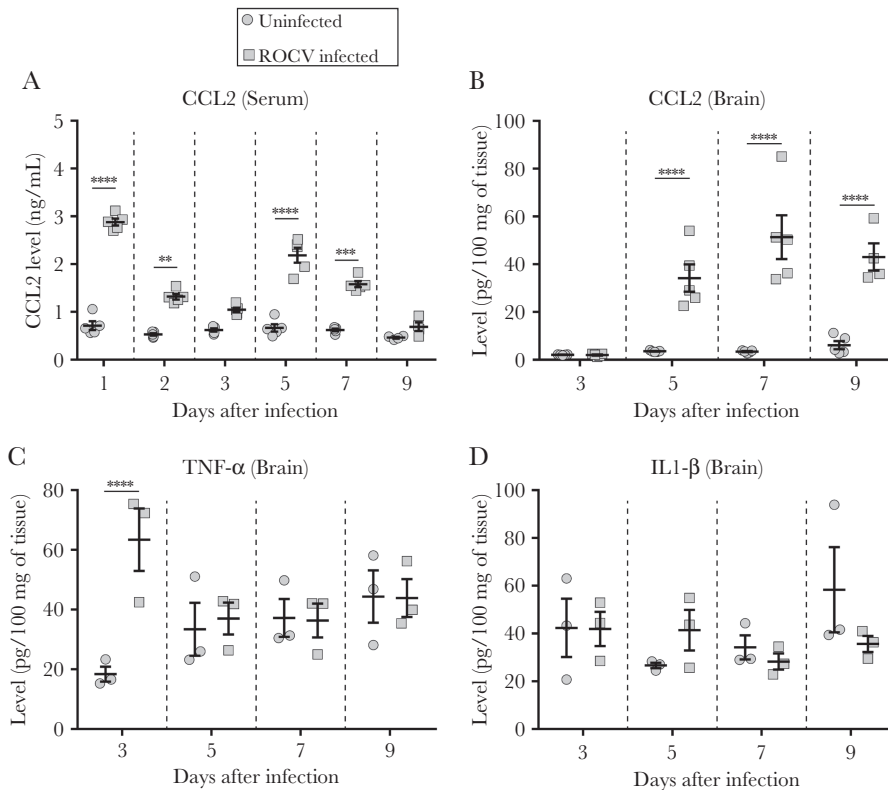 Uninfected
ROCV infected
A
CCL2 (Serum)
CCL2 level (ng/mL)
5
4
3
2
1
0
****
**
****
***
1 2 3 5 7 9
Days after infection
B
CCL2 (Brain)
Level (pg/100 mg of tissue)
100
80
60
40
20
0
****
****
****
3 5 7 9
Days after infection
C
TNF-α (Brain)
Level (pg/100 mg of tissue)
80
60
40
20
0
****
3 5 7 9
Days after infection
D
IL1-β (Brain)
Level (pg/100 mg of tissue)
100
80
60
40
20
0
3 5 7 9
Days after infection